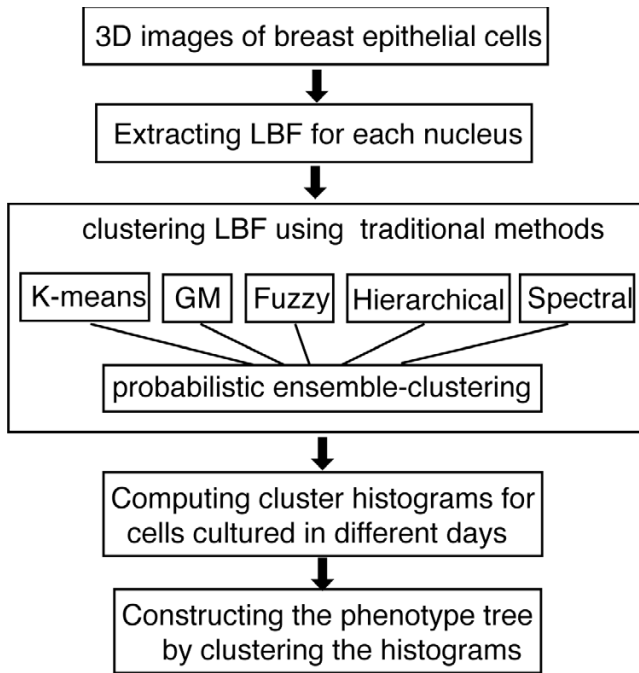 3D images of breast epithelial cells
Extracting LBF for each nucleus
clustering LBF using traditional methods
K-means GM Fuzzy Hierarchical Spectral
probabilistic ensemble-clustering
Computing cluster histograms for
cells cultured in different days
Constructing the phenotype tree
by clustering the histograms